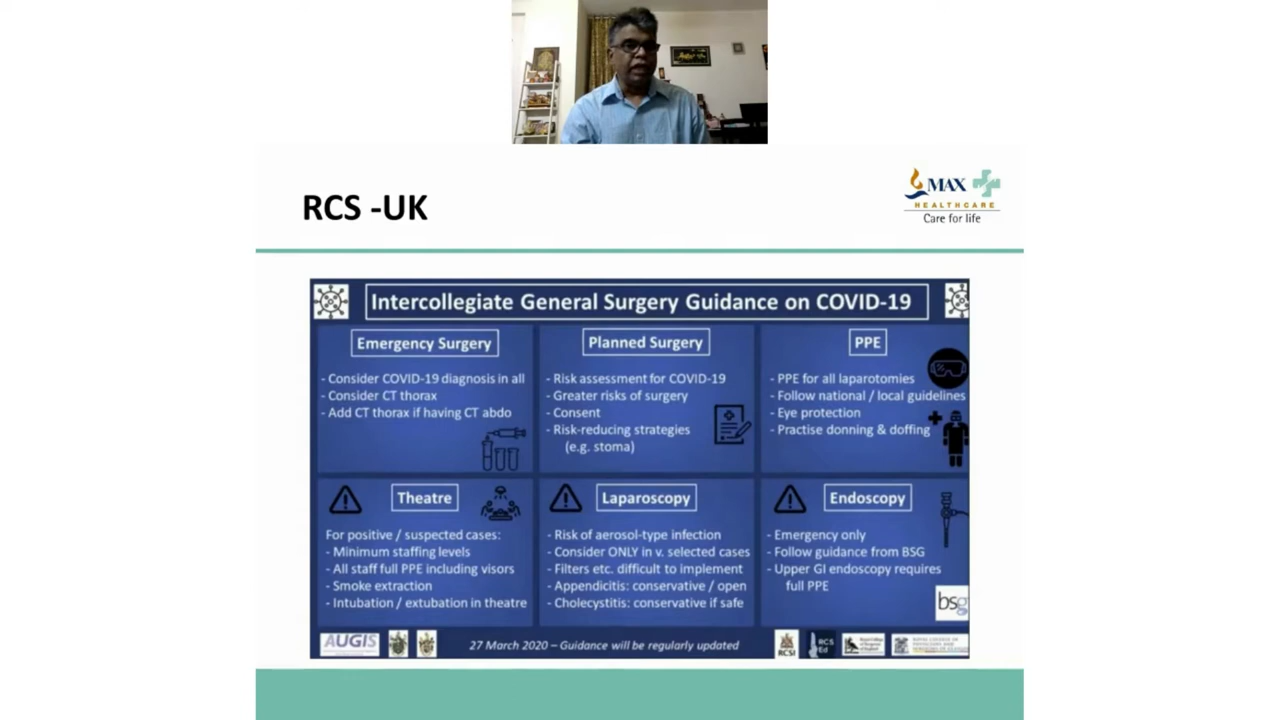 RCS -UK
MAX
HEALTHCARE
Care for life
Intercollegiate General Surgery Guidance on COVID-19
Emergency Surgery
- Consider COVID-19 diagnosis in all
- Consider CT thorax
- Add CT thorax if having CT abdo
Planned Surgery
- Risk assessment for COVID-19
- Greater risks of surgery
- Consent
- Risk-reducing strategies
(e.g. stoma)
PPE
- PPE for all laparotomies
- Follow national / local guidelines
- Eye protection
- Practise donning & doffing
Theatre
For positive / suspected cases:
- Minimum staffing levels
- All staff full PPE including visors
- Smoke extraction
- Intubation / extubation in theatre
Laparoscopy
- Risk of aerosol-type infection
- Consider ONLY in v. selected cases
- Filters etc. difficult to implement
- Appendicitis: conservative / open
- Cholecystitis: conservative if safe
Endoscopy
- Emergency only
- Follow guidance from BSG
- Upper GI endoscopy requires
full PPE
bsg
AUGIS
27 March 2020 – Guidance will be regularly updated
RCSI
RCS
Ed